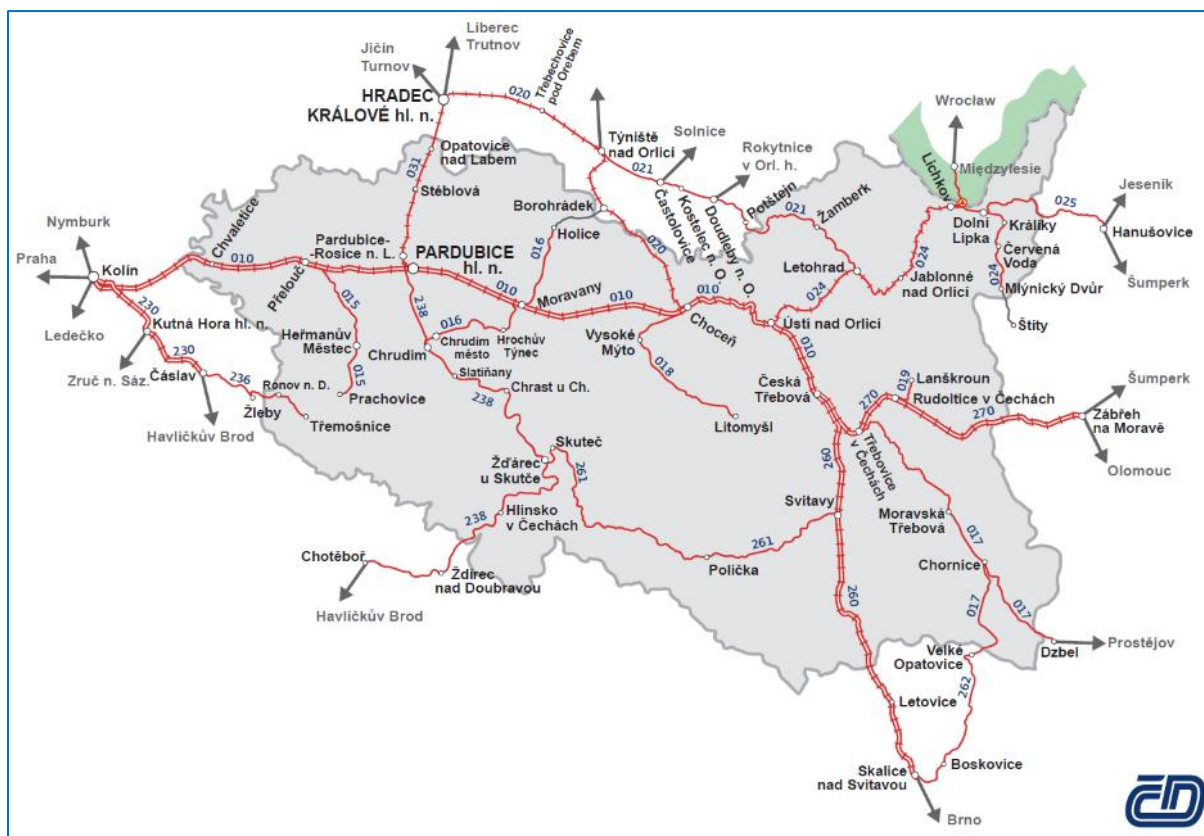 Liberec
Trutnov
Jičín
Turnov
HRADEC
KRÁLOVÉ hl. n.
020
Třebechovice
pod Orebem
Opatovice
nad Labem
031
Stéblová
Týniště
nad Orlicí
Solnice
021
Rokytnice
v Orl. h.
Častolovice
Kostelec n. O.
Doudleby n. O.
Potštejn
021
Žamberk
Wrocław
Międzylesie
Lichkov
Dolní
Lipka
025
Jeseník
Hanušovice
Šumperk
Králíky
Červená
Voda
024
Mlýnický Dvůr
Štíty
Nymburk
Praha
Kolín
Ledečko
Chvaletice
010
Přelouč
Pardubice-
-Rosice n. L.
PARDUBICE
hl. n.
Borohrádek
Holice
016
020
010
Moravany
010
010
Choceň
Letohrad
024
024
Jablonné
nad Orlicí
Ústí nad Orlicí
230
Kutná Hora hl. n.
230
Zruč n. Sáz.
Čáslav
236
Ronov n. D.
Žleby
Třemošnice
Havlíčkův Brod
015
Heřmanův
Městec
015
Prachovice
238
016
Chrudim
Chrudim
město
Hrochův
Týnec
Slatiňany
238
Chrast u Ch.
Vysoké
Mýto
018
Litomyšl
010
Česká
Třebová
270
019
Lanškroun
Rudoltice v Čechách
270
Šumperk
Zábřeh
na Moravě
Olomouc
Třebovice
v Čechách
260
Skuteč
Žďárec
u Skutče
261
238
Hlinsko
v Čechách
Svitavy
Moravská
Třebová
017
Chornice
Chotěboř
Ždírec
nad Doubravou
Havlíčkův Brod
261
Polička
260
017
017
Dzbel
Prostějov
Velké
Opatovice
262
Letovice
Boskovice
Skalice
nad Svitavou
Brno
ČD